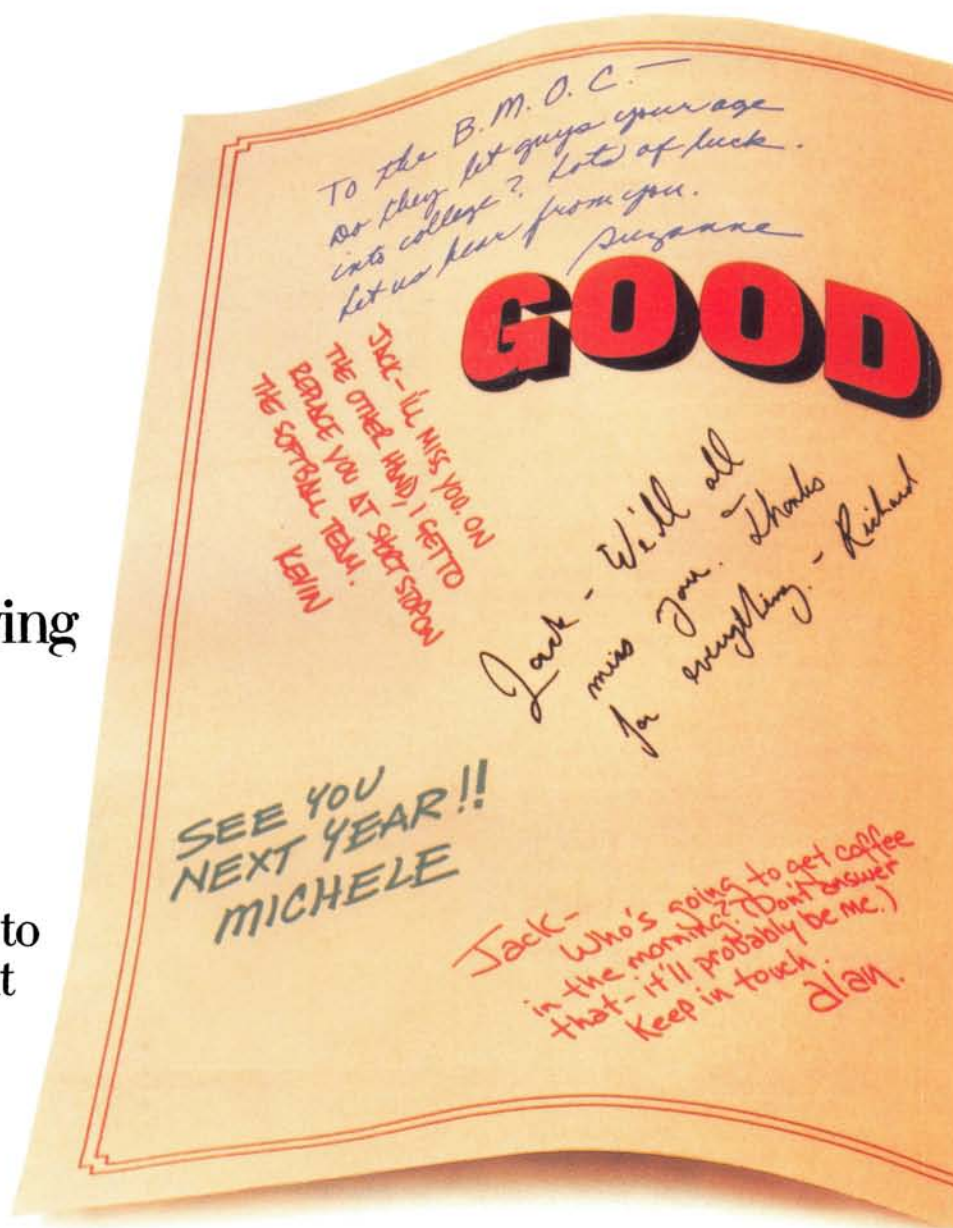 To the B.M.O.C. —
Do they let guys your age
into college? Lots of luck.
Let us hear from you.
Suzanne
GOOD
JACK - I'LL MISS YOU. ON
THE OTHER HAND, I GET TO
REPLACE YOU AT SHORT STOP ON
THE SOFTBALL TEAM.
KEVIN
Jack - We'll all
miss you. Thanks
for everything. - Richard
ing
SEE YOU
NEXT YEAR!!
MICHELE
to
t
Jack-
Who's going to get coffee
in the morning? (Don't answer
that - it'll probably be me.)
Keep in touch.
alan.